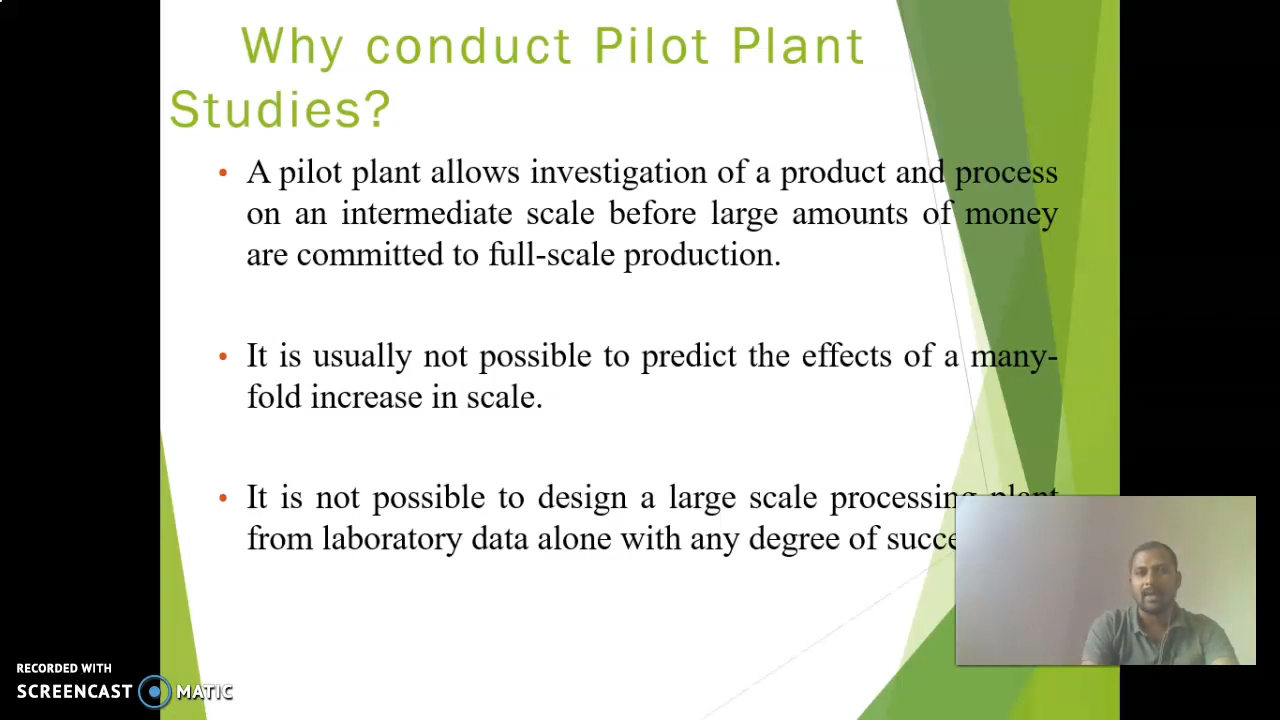 Why conduct Pilot Plant
Studies?
• A pilot plant allows investigation of a product and process
on an intermediate scale before large amounts of money
are committed to full-scale production.
• It is usually not possible to predict the effects of a many-
fold increase in scale.
• It is not possible to design a large scale processing plant
from laboratory data alone with any degree of succe
RECORDED WITH
SCREENCAST MATIC